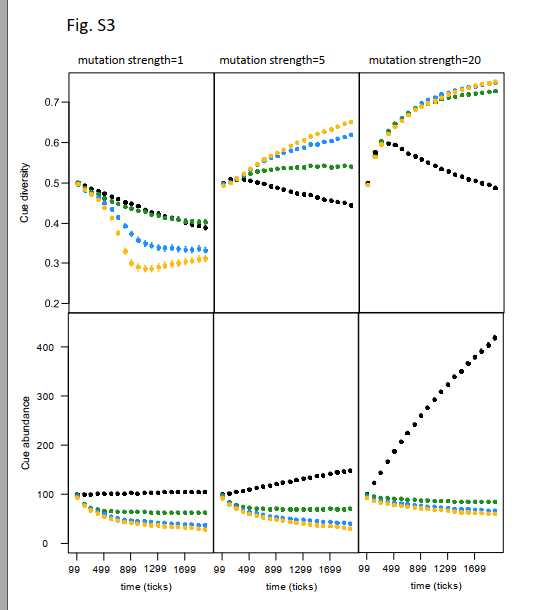 Fig. S3
mutation strength=1 mutation strength=5 mutation strength=20
Cue diversity
0.7
0.6
0.5
0.4
0.3
0.2
Cue abundance
400
300
200
100
0
99 499 899 1299 1699 99 499 899 1299 1699 99 499 899 1299 1699
time (ticks) time (ticks) time (ticks)